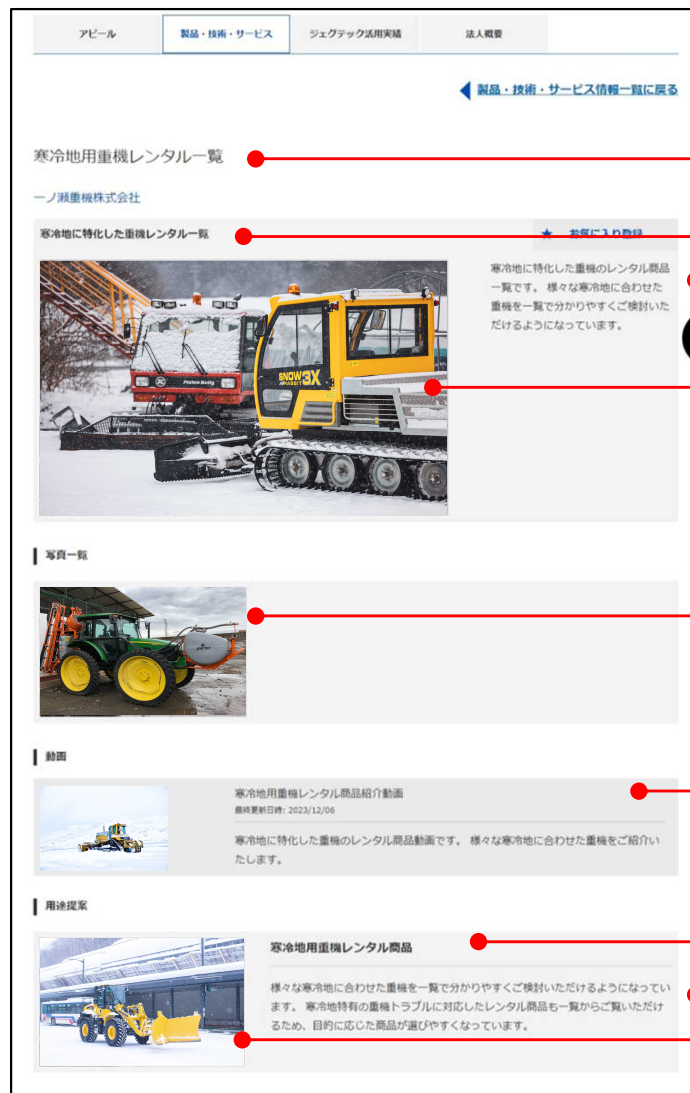 アピール
製品・技術・サービス
ジェグテック活用実績
法人概要
製品・技術・サービス情報一覧に戻る
寒冷地用重機レンタル一覧
一ノ瀬重機株式会社
寒冷地に特化した重機レンタル一覧
★ お気に入り登録
寒冷地に特化した重機のレンタル商品
一覧です。 様々な寒冷地に合わせた
重機を一覧で分かりやすくご検討いた
だけるようになっています。
PistenBully
SNOW
RABBIT 3X
写真一覧
動画
寒冷地用重機レンタル商品紹介動画
最終更新日時: 2023/12/06
寒冷地に特化した重機のレンタル商品動画です。 様々な寒冷地に合わせた重機をご紹介い
たします。
用途提案
寒冷地用重機レンタル商品
様々な寒冷地に合わせた重機を一覧で分かりやすくご検討いただけるようになってい
ます。 寒冷地特有の重機トラブルに対応したレンタル商品も一覧からご覧いただけ
るため、目的に応じた商品が選びやすくなっています。